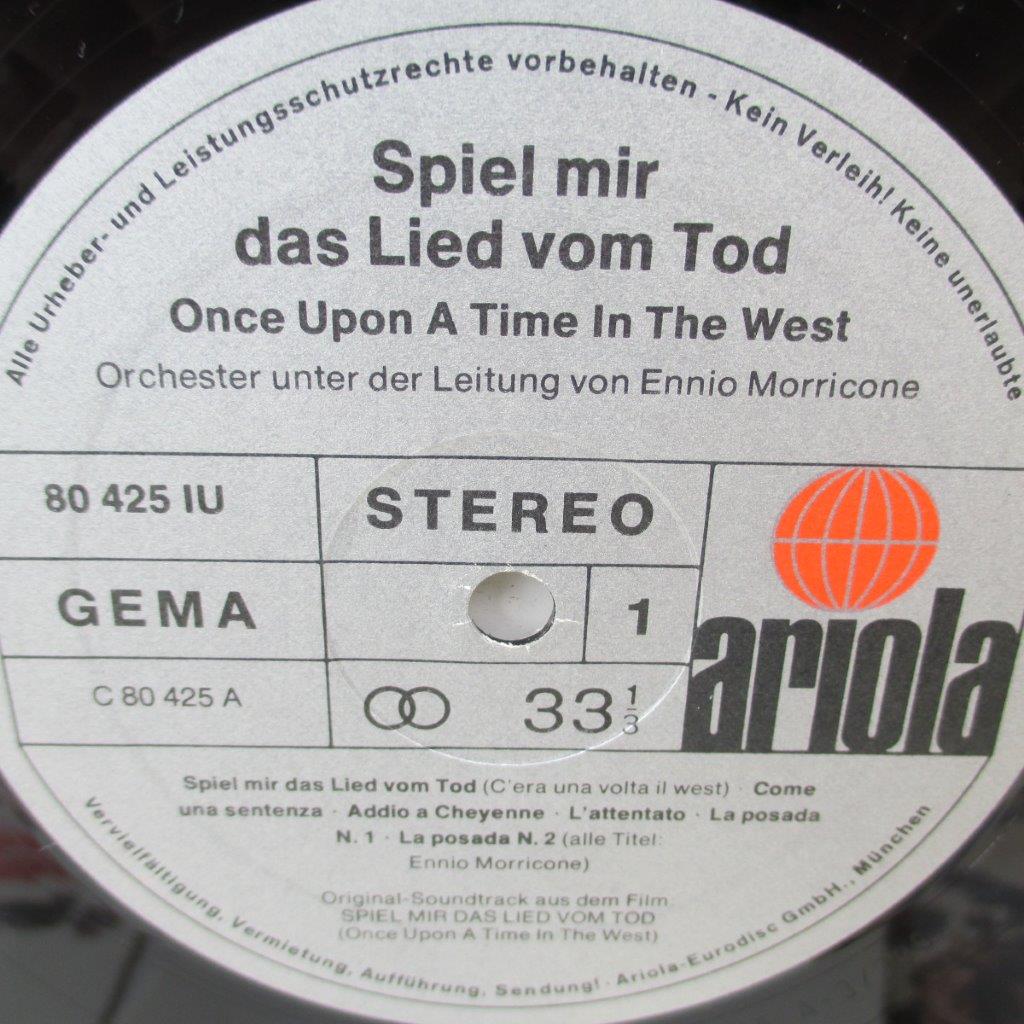 Alle Urheber- und Leistungsschutzrechte vorbehalten - Kein Verleih! Keine unerlaubte
Spiel mir
das Lied vom Tod
Once Upon A Time In The West
Orchester unter der Leitung von Ennio Morricone
80 425 IU
STEREO
GEMA
1
C 80 425 A
33 1/3
ariola
Spiel mir das Lied vom Tod (C'era una volta il west) · Come
una sentenza · Addio a Cheyenne · L'attentato · La posada
N. 1 · La posada N. 2 (alle Titel:
Ennio Morricone)
Original-Soundtrack aus dem Film
SPIEL MIR DAS LIED VOM TOD
(Once Upon A Time In The West)
Vervielfältigung, Vermietung, Aufführung, Sendung! · Ariola-Eurodisc GmbH., München